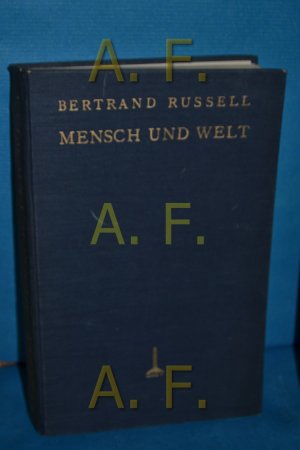 A. F.
BERTRAND RUSSELL
MENSCH UND WELT
A. F.
A. F.